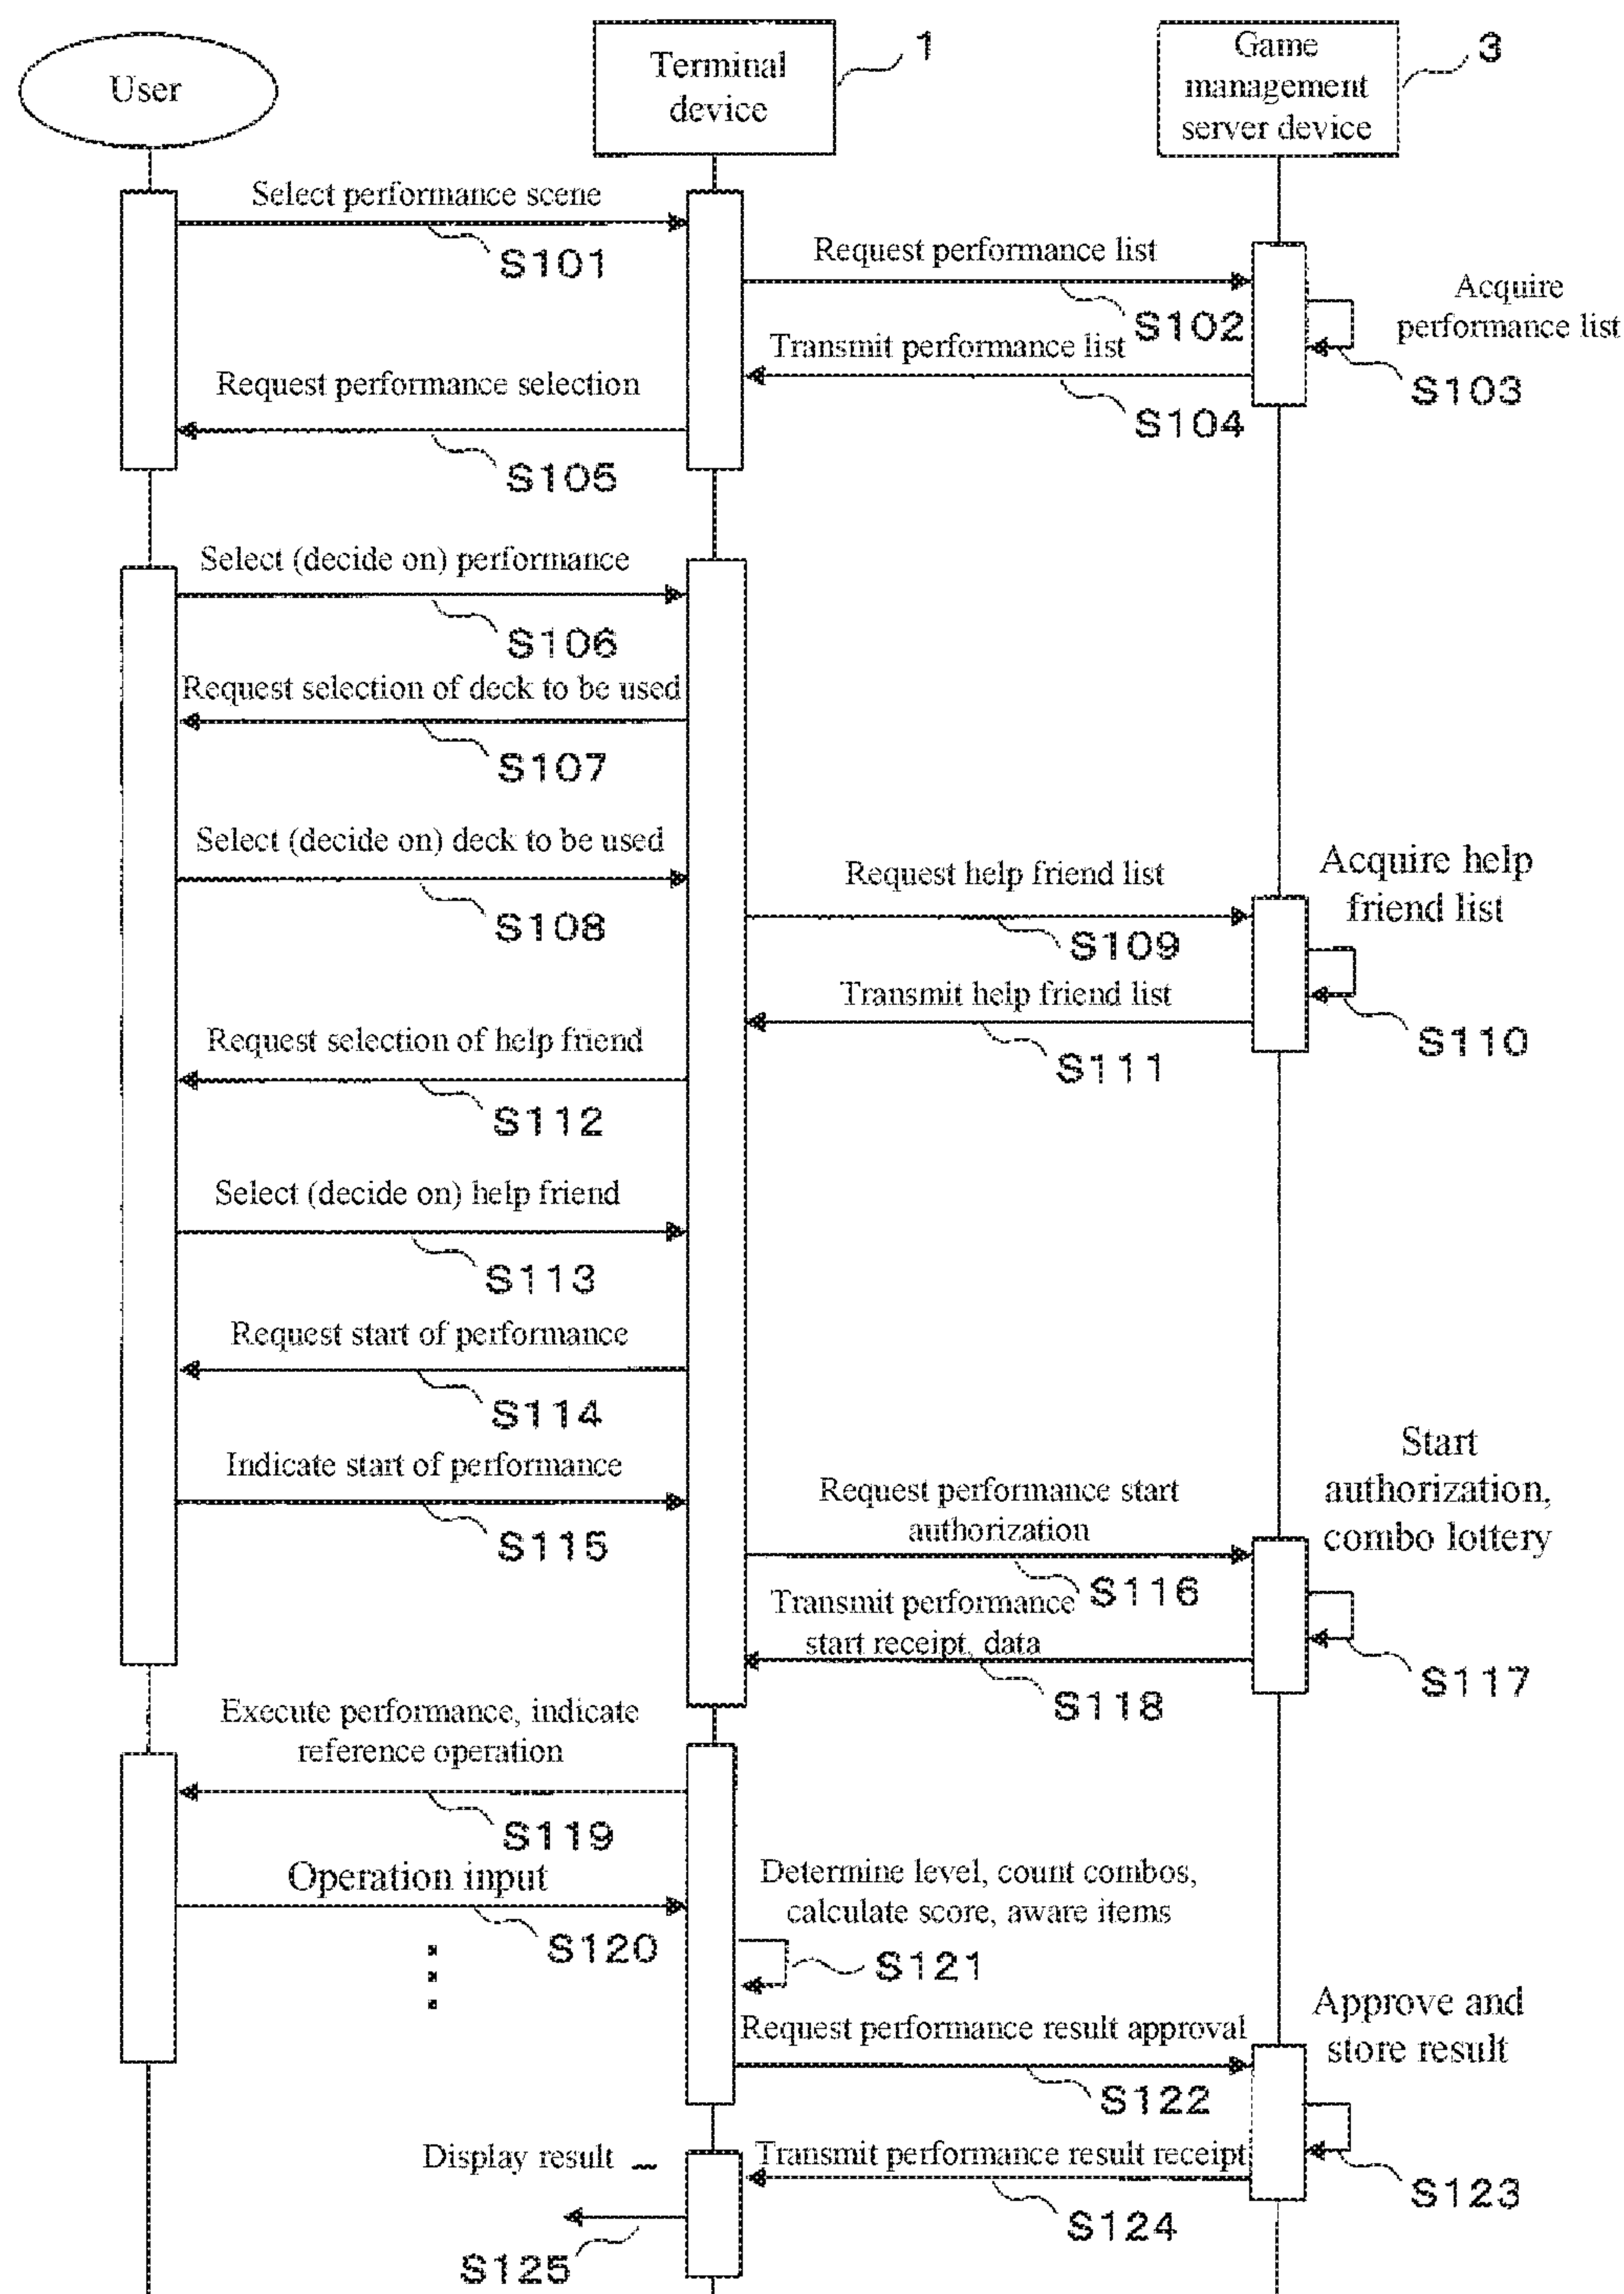 User
Terminal
device
1
Game
management
server device
3
Select performance scene
S101
Request performance list
S102
Acquire
performance list
S103
Transmit performance list
S104
Request performance selection
S105
Select (decide on) performance
S106
Request selection of deck to be used
S107
Select (decide on) deck to be used
S108
Request help friend list
S109
Acquire help
friend list
S110
Transmit help friend list
S111
Request selection of help friend
S112
Select (decide on) help friend
S113
Request start of performance
S114
Indicate start of performance
S115
Request performance start
authorization
S116
Start
authorization,
combo lottery
S117
Transmit performance
start receipt, data
S118
Execute performance, indicate
reference operation
S119
Operation input
S120
Determine level, count combos,
calculate score, aware items
S121
Request performance result approval
S122
Approve and
store result
S123
Transmit performance result receipt
S124
Display result
S125